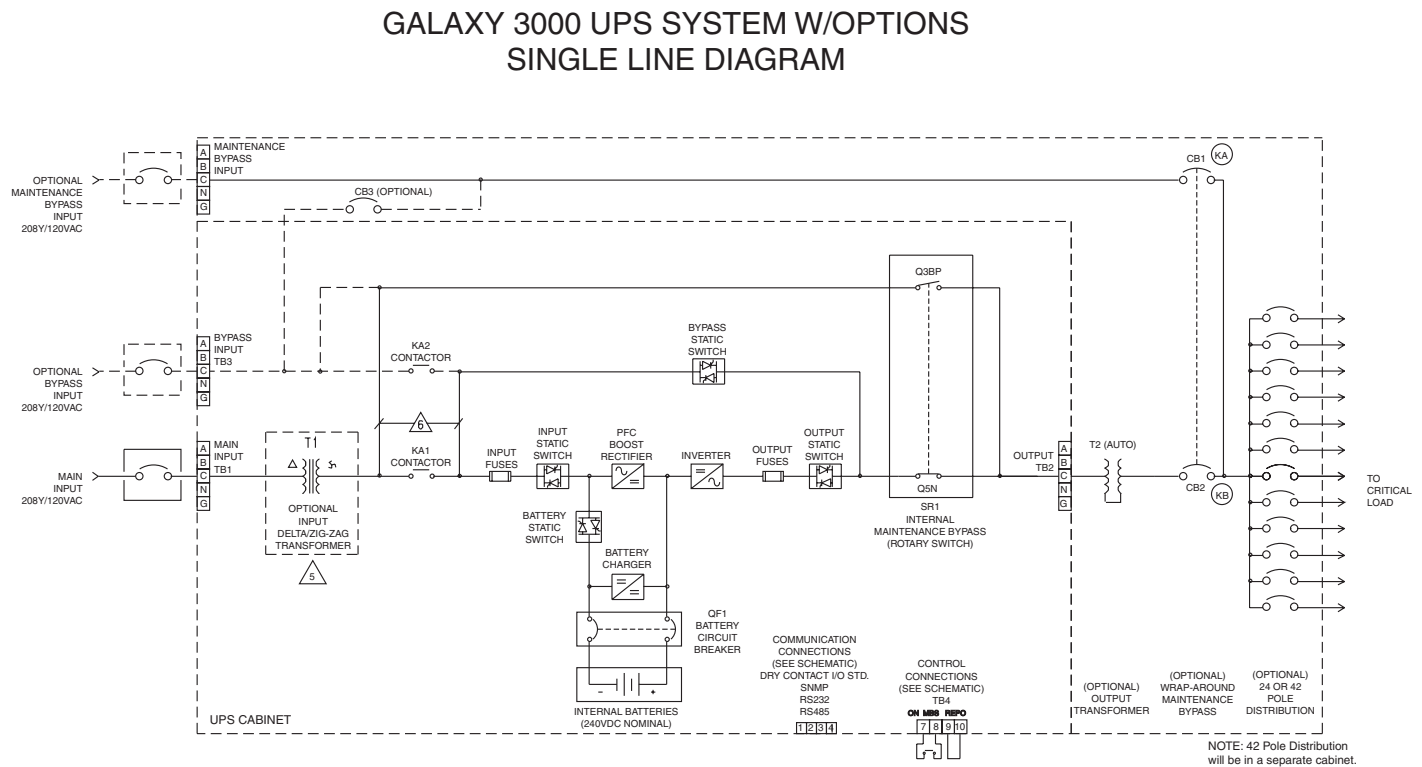 GALAXY 3000 UPS SYSTEM W/OPTIONS
SINGLE LINE DIAGRAM
OPTIONAL
MAINTENANCE
BYPASS
INPUT
208Y/120VAC
A
B
C
N
G
MAINTENANCE
BYPASS
INPUT
CB3 (OPTIONAL)
CB1
KA
OPTIONAL
BYPASS
INPUT
208Y/120VAC
A
B
C
N
G
BYPASS
INPUT
TB3
KA2
CONTACTOR
BYPASS
STATIC
SWITCH
Q3BP
6
MAIN
INPUT
208Y/120VAC
A
B
C
N
G
MAIN
INPUT
TB1
T1
OPTIONAL
INPUT
DELTA/ZIG-ZAG
TRANSFORMER
5
KA1
CONTACTOR
INPUT
FUSES
INPUT
STATIC
SWITCH
PFC
BOOST
RECTIFIER
INVERTER
OUTPUT
FUSES
OUTPUT
STATIC
SWITCH
Q5N
SR1
INTERNAL
MAINTENANCE BYPASS
(ROTARY SWITCH)
OUTPUT
TB2
A
B
C
N
G
T2 (AUTO)
CB2
KB
TO
CRITICAL
LOAD
BATTERY
STATIC
SWITCH
BATTERY
CHARGER
QF1
BATTERY
CIRCUIT
BREAKER
- +
INTERNAL BATTERIES
(240VDC NOMINAL)
COMMUNICATION
CONNECTIONS
(SEE SCHEMATIC)
DRY CONTACT I/O STD.
SNMP
RS232
RS485
1 2 3 4
CONTROL
CONNECTIONS
(SEE SCHEMATIC)
TB4
ON MBS REPO
7 8 9 10
(OPTIONAL)
OUTPUT
TRANSFORMER
(OPTIONAL)
WRAP-AROUND
MAINTENANCE
BYPASS
(OPTIONAL)
24 OR 42
POLE
DISTRIBUTION
UPS CABINET
NOTE: 42 Pole Distribution
will be in a separate cabinet.